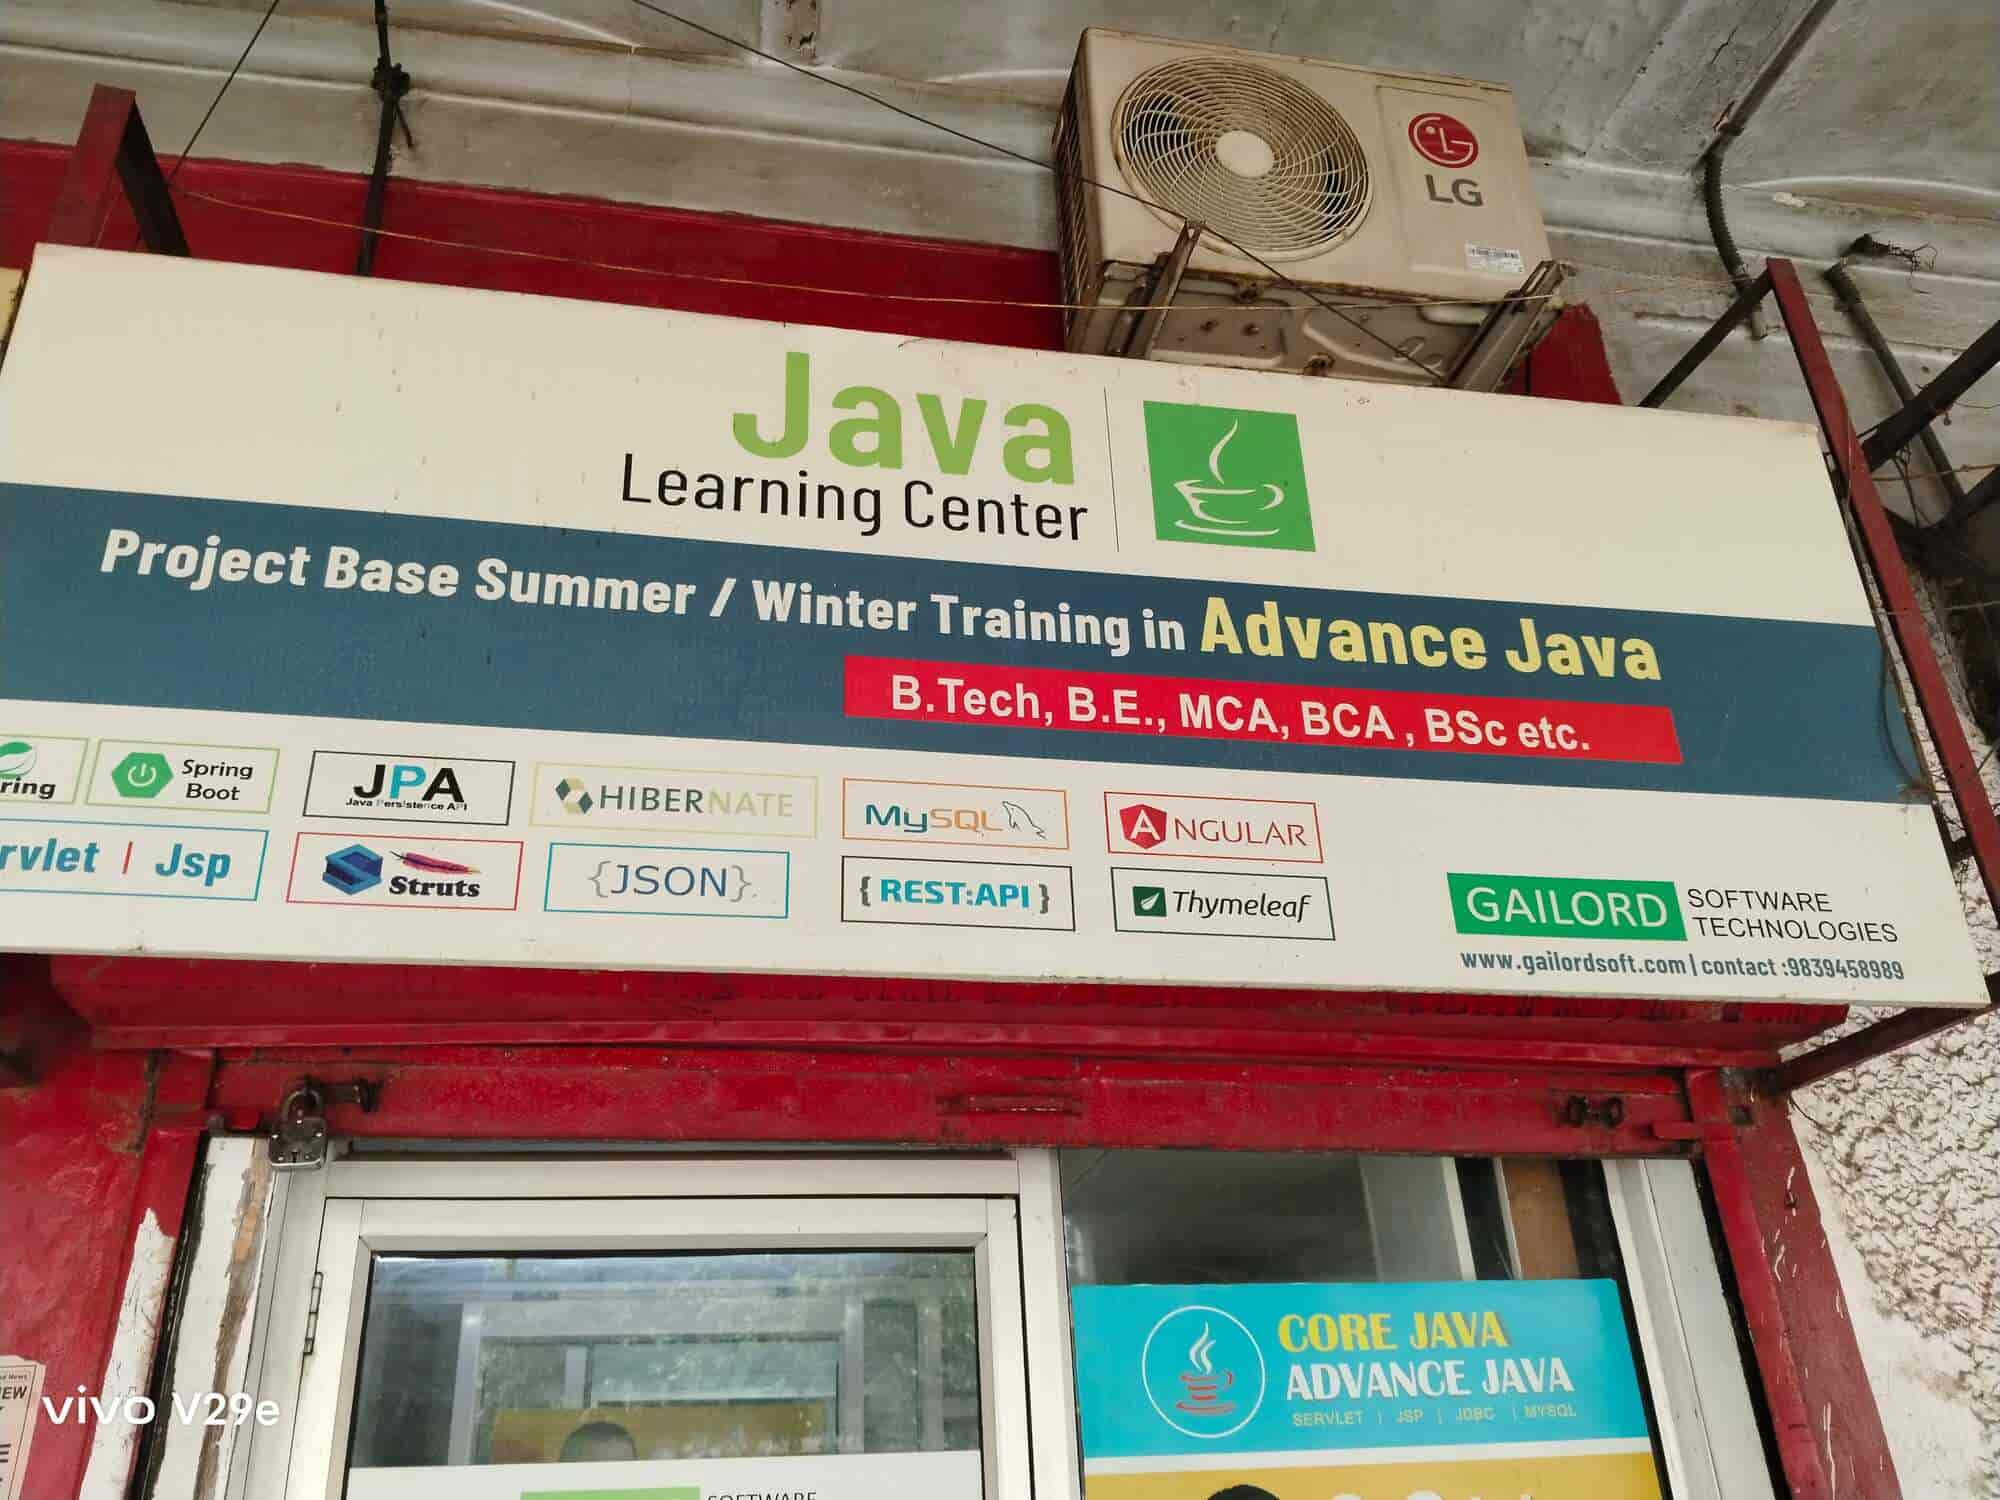 LG
Java
Learning Center
Project Base Summer / Winter Training in Advance Java
B.Tech, B.E., MCA, BCA , BSc etc.
ring
Spring
Boot
JPA
Java Persistence API
HIBERNATE
MySQL
ANGULAR
rvlet | Jsp
Struts
{JSON}
{ REST:API }
Thymeleaf
GAILORD SOFTWARE
TECHNOLOGIES
www.gailordsoft.com | contact :9839458989
CORE JAVA
ADVANCE JAVA
SERVLET | JSP | JDBC | MYSQL
SOFTWARE
vivo V29e